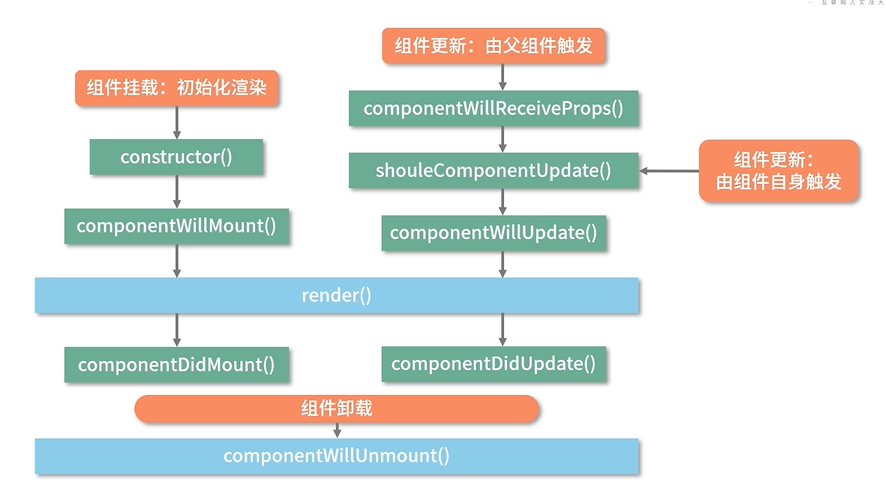 组件更新：由父组件触发
组件挂载：初始化渲染
componentWillReceiveProps()
constructor()
shouleComponentUpdate()
组件更新：
由组件自身触发
componentWillMount()
componentWillUpdate()
render()
componentDidMount()
componentDidUpdate()
组件卸载
componentWillUnmount()